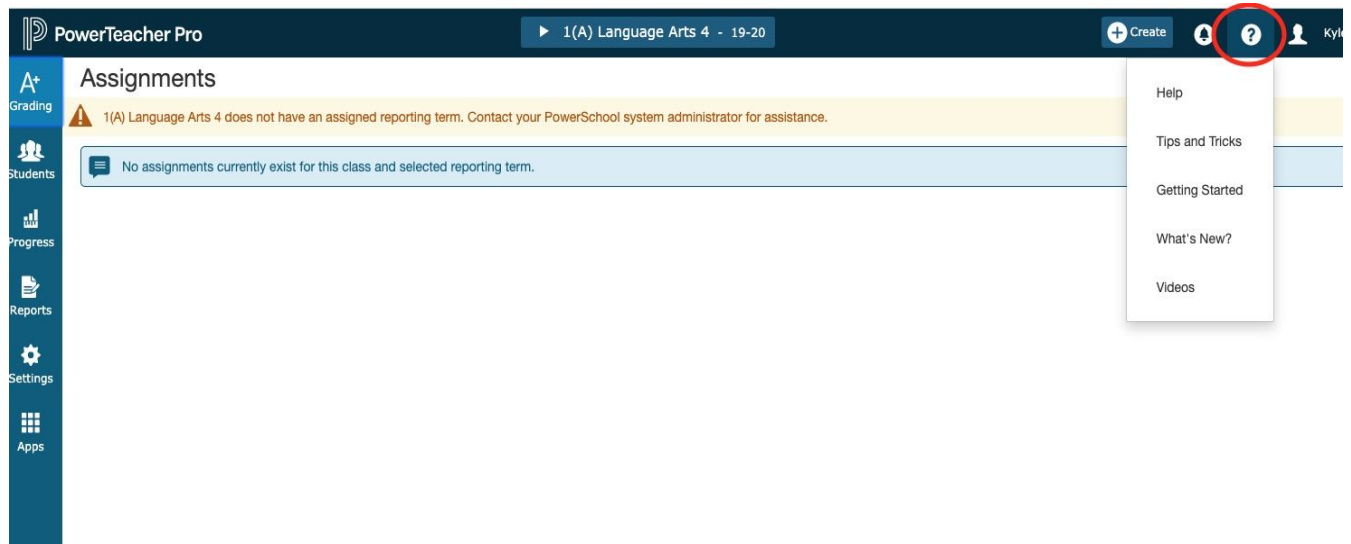 PowerTeacher Pro
1(A) Language Arts 4 - 19-20
Create
Kyle
A+
Grading
Assignments
1(A) Language Arts 4 does not have an assigned reporting term. Contact your PowerSchool system administrator for assistance.
No assignments currently exist for this class and selected reporting term.
Students
Progress
Reports
Settings
Apps
Help
Tips and Tricks
Getting Started
What's New?
Videos